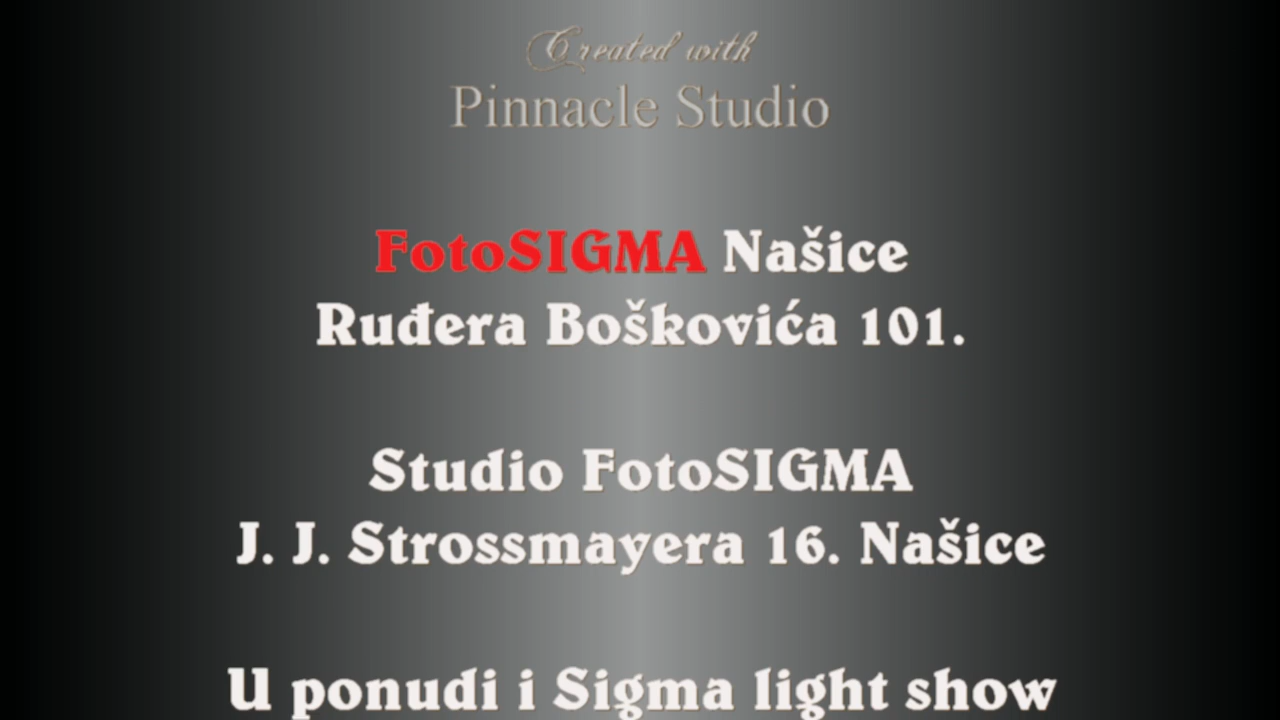 Created with
Pinnacle Studio
FotoSIGMA Našice
Ruđera Boškovića 101.
Studio FotoSIGMA
J. J. Strossmayera 16. Našice
U ponudi i Sigma light show